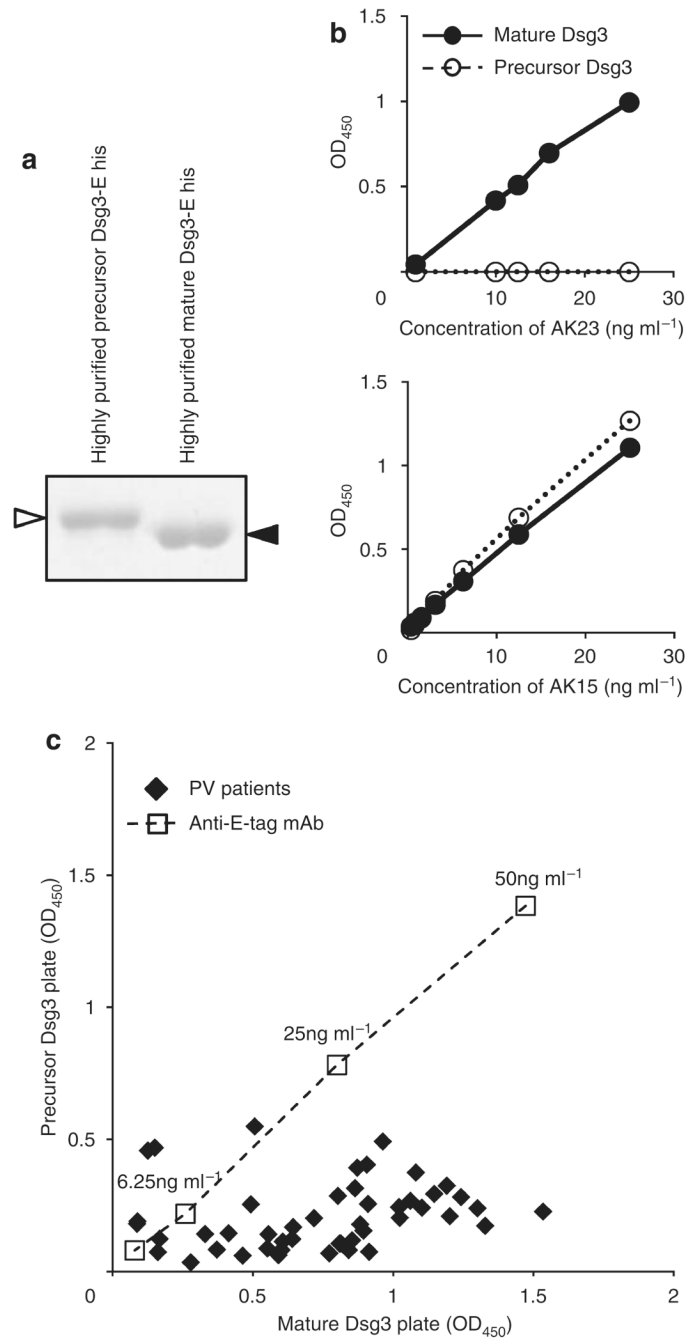 a
Highly purified precursor Dsg3-E his
Highly purified mature Dsg3-E his
b
Mature Dsg3
Precursor Dsg3
1.5
1
0.5
0
10
20
30
OD450
Concentration of AK23 (ng ml−1)
1.5
1
0.5
0
10
20
30
OD450
Concentration of AK15 (ng ml−1)
c
2
1.5
1
0.5
0
0.5
1
1.5
2
PV patients
Anti-E-tag mAb
50ng ml−1
25ng ml−1
6.25ng ml−1
Precursor Dsg3 plate (OD450)
Mature Dsg3 plate (OD450)